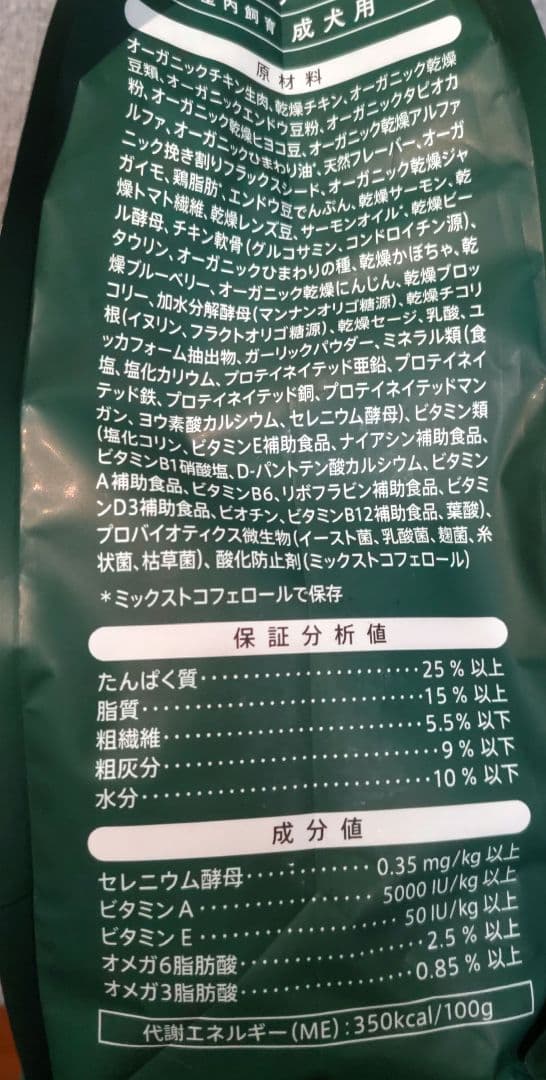 室内飼育
成犬用
原材料
オーガニックチキン生肉、乾燥チキン、オーガニック乾燥
豆類、オーガニックエンドウ豆粉、オーガニックタピオカ
粉、オーガニック乾燥ヒヨコ豆、オーガニック乾燥アルファ
ルファ、オーガニックひまわり油*、天然フレーバー、オーガ
ニック挽き割りフラックスシード、オーガニック乾燥ジャ
ガイモ、鶏脂肪*、エンドウ豆でんぷん、乾燥サーモン、乾
燥トマト繊維、乾燥レンズ豆、サーモンオイル*、乾燥ビー
ル酵母、チキン軟骨(グルコサミン、コンドロイチン源)、
タウリン、オーガニックひまわりの種、乾燥かぼちゃ、乾
燥ブルーベリー、オーガニック乾燥にんじん、乾燥ブロッ
コリー、加水分解酵母(マンナンオリゴ糖源)、乾燥チコリ
根(イヌリン、フラクトオリゴ糖源)、乾燥セージ、乳酸、ユ
ッカフォーム抽出物、ガーリックパウダー、ミネラル類(食
塩、塩化カリウム、プロテイネイテッド亜鉛、プロテイネイ
テッド鉄、プロテイネイテッド銅、プロテイネイテッドマン
ガン、ヨウ素酸カルシウム、セレニウム酵母)、ビタミン類
(塩化コリン、ビタミンE補助食品、ナイアシン補助食品、
ビタミンB1硝酸塩、D-パントテン酸カルシウム、ビタミン
A補助食品、ビタミンB6、リボフラビン補助食品、ビタミ
ンD3補助食品、ビオチン、ビタミンB12補助食品、葉酸)、
プロバイオティクス微生物(イースト菌、乳酸菌、麹菌、糸
状菌、枯草菌)、酸化防止剤(ミックストコフェロール)
*ミックストコフェロールで保存
保証分析値
たんぱく質‥‥‥‥‥‥‥‥‥‥25%以上
脂質‥‥‥‥‥‥‥‥‥‥‥‥‥15%以上
粗繊維‥‥‥‥‥‥‥‥‥‥‥‥5.5%以下
粗灰分‥‥‥‥‥‥‥‥‥‥‥‥9%以下
水分‥‥‥‥‥‥‥‥‥‥‥‥‥10%以下
成分値
セレニウム酵母‥‥‥‥‥0.35 mg/kg以上
ビタミンA‥‥‥‥‥‥‥5000 IU/kg以上
ビタミンE‥‥‥‥‥‥‥‥50 IU/kg以上
オメガ6脂肪酸‥‥‥‥‥‥‥2.5%以上
オメガ3脂肪酸‥‥‥‥‥‥‥0.85%以上
代謝エネルギー(ME):350kcal/100g